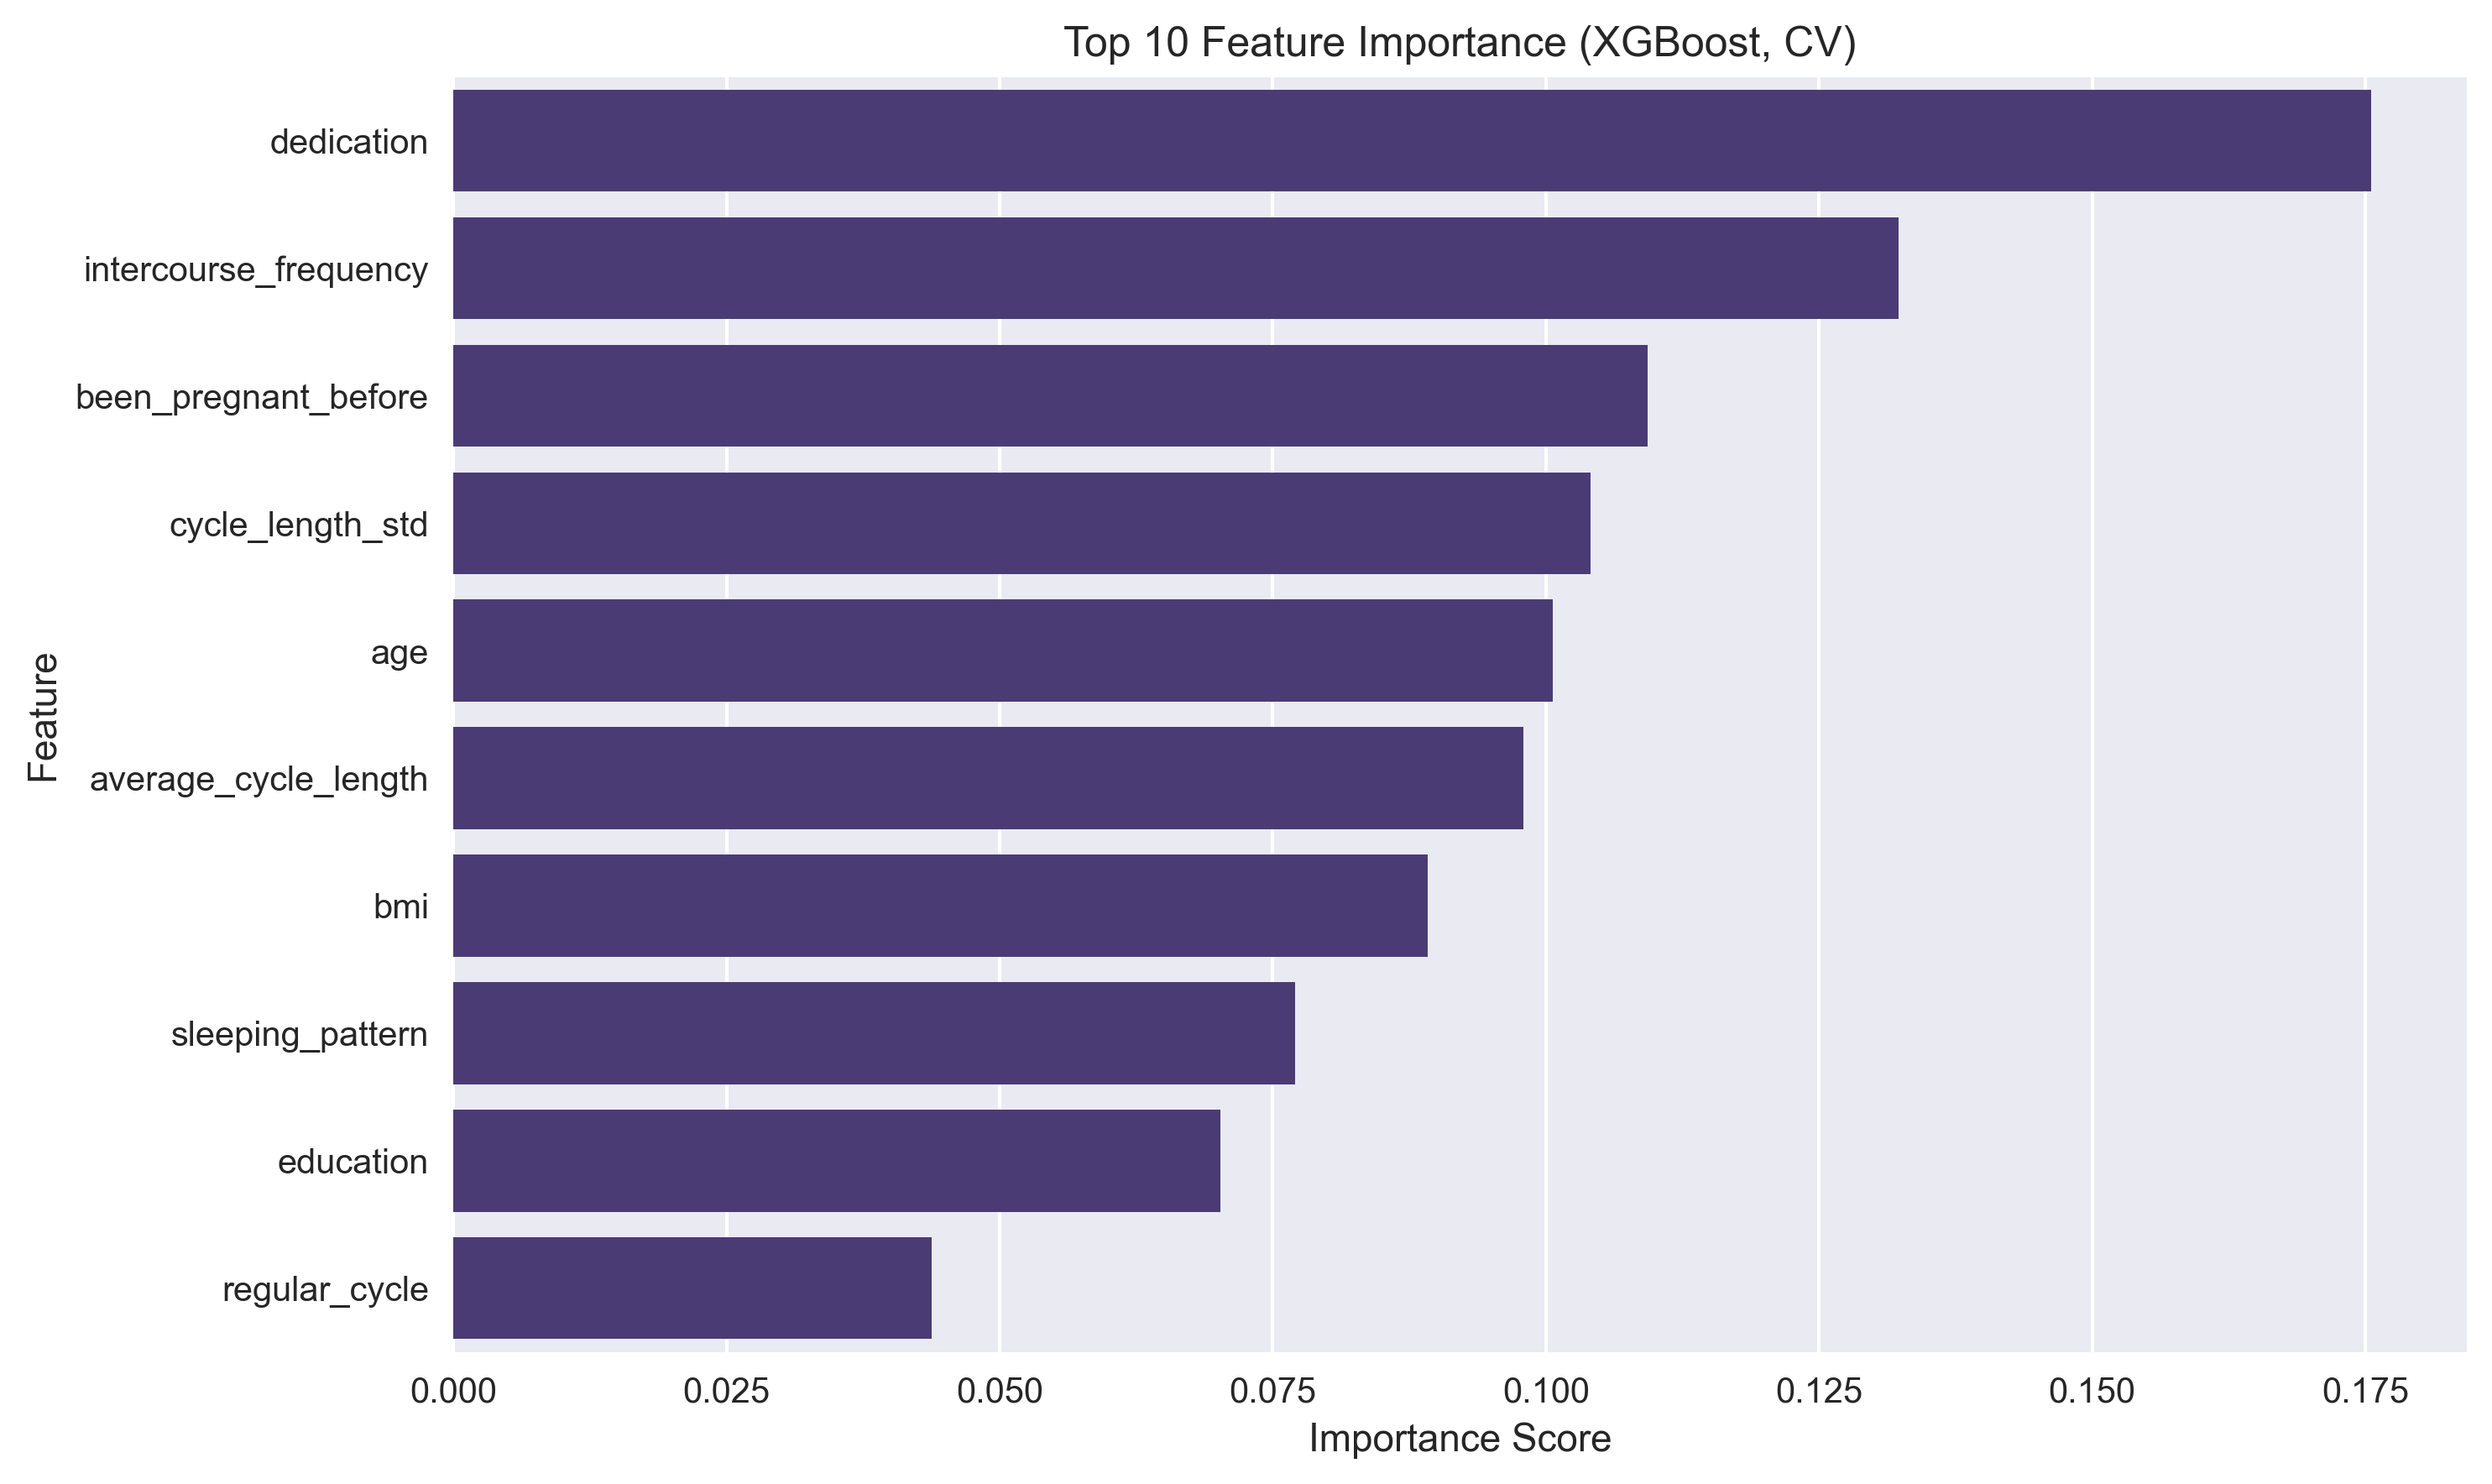 Top 10 Feature Importance (XGBoost, CV)
dedication
intercourse_frequency
been_pregnant_before
cycle_length_std
age
average_cycle_length
bmi
sleeping_pattern
education
regular_cycle
Feature
0.000 0.025 0.050 0.075 0.100 0.125 0.150 0.175
Importance Score